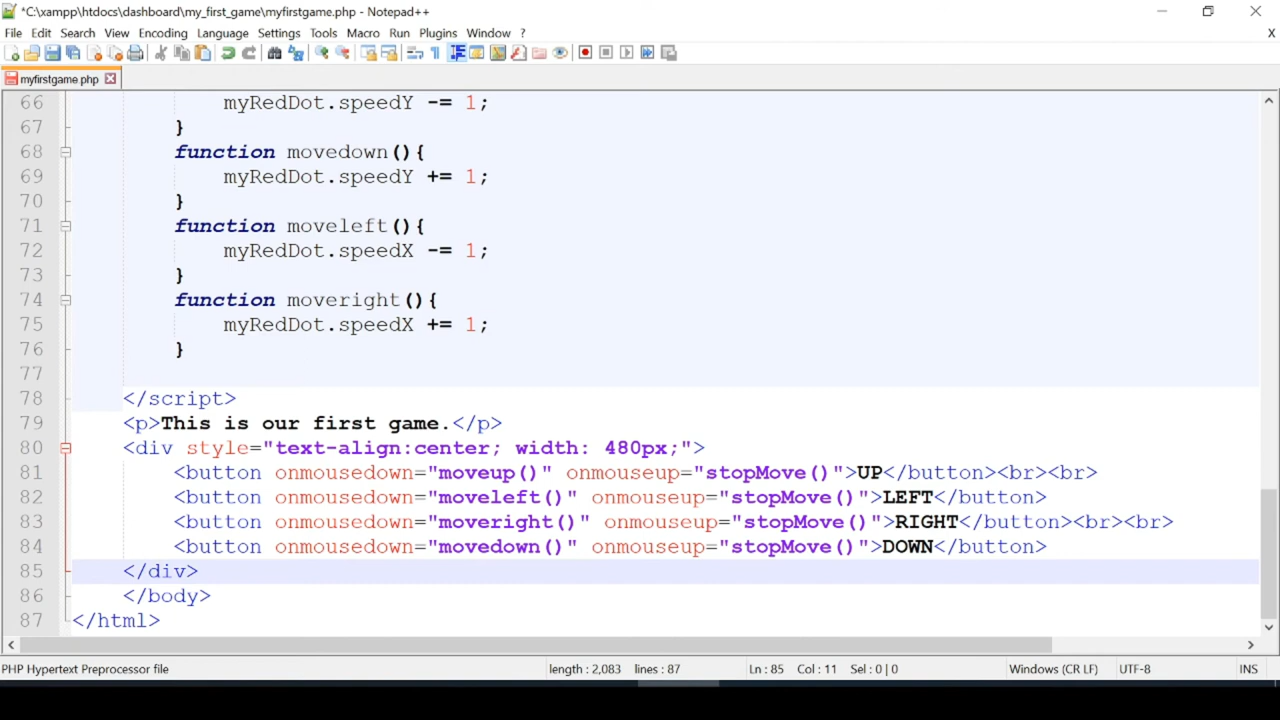 *C:\xampp\htdocs\dashboard\my_first_game\myfirstgame.php - Notepad++
File Edit Search View Encoding Language Settings Tools Macro Run Plugins Window ? X
myfirstgame.php
66 myRedDot.speedY -= 1;
67 }
68 function movedown(){
69 myRedDot.speedY += 1;
70 }
71 function moveleft(){
72 myRedDot.speedX -= 1;
73 }
74 function moveright(){
75 myRedDot.speedX += 1;
76 }
77
78 </script>
79 <p>This is our first game.</p>
80 <div style="text-align:center; width: 480px;">
81 <button onmousedown="moveup()" onmouseup="stopMove()">UP</button><br><br>
82 <button onmousedown="moveleft()" onmouseup="stopMove()">LEFT</button>
83 <button onmousedown="moveright()" onmouseup="stopMove()">RIGHT</button><br><br>
84 <button onmousedown="movedown()" onmouseup="stopMove()">DOWN</button>
85 </div>
86 </body>
87 </html>
PHP Hypertext Preprocessor file length : 2,083 lines : 87 Ln : 85 Col : 11 Sel : 0 | 0 Windows (CR LF) UTF-8 INS